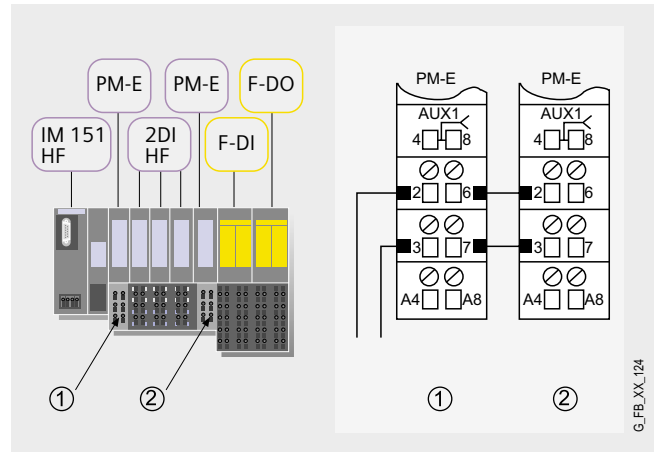 PM-E PM-E F-DO
IM 151
HF
2DI
HF
F-DI
① ②
PM-E PM-E
AUX1 AUX1
4 8 4 8
2 6 2 6
3 7 3 7
A4 A8 A4 A8
① ②
G_FB_XX_124